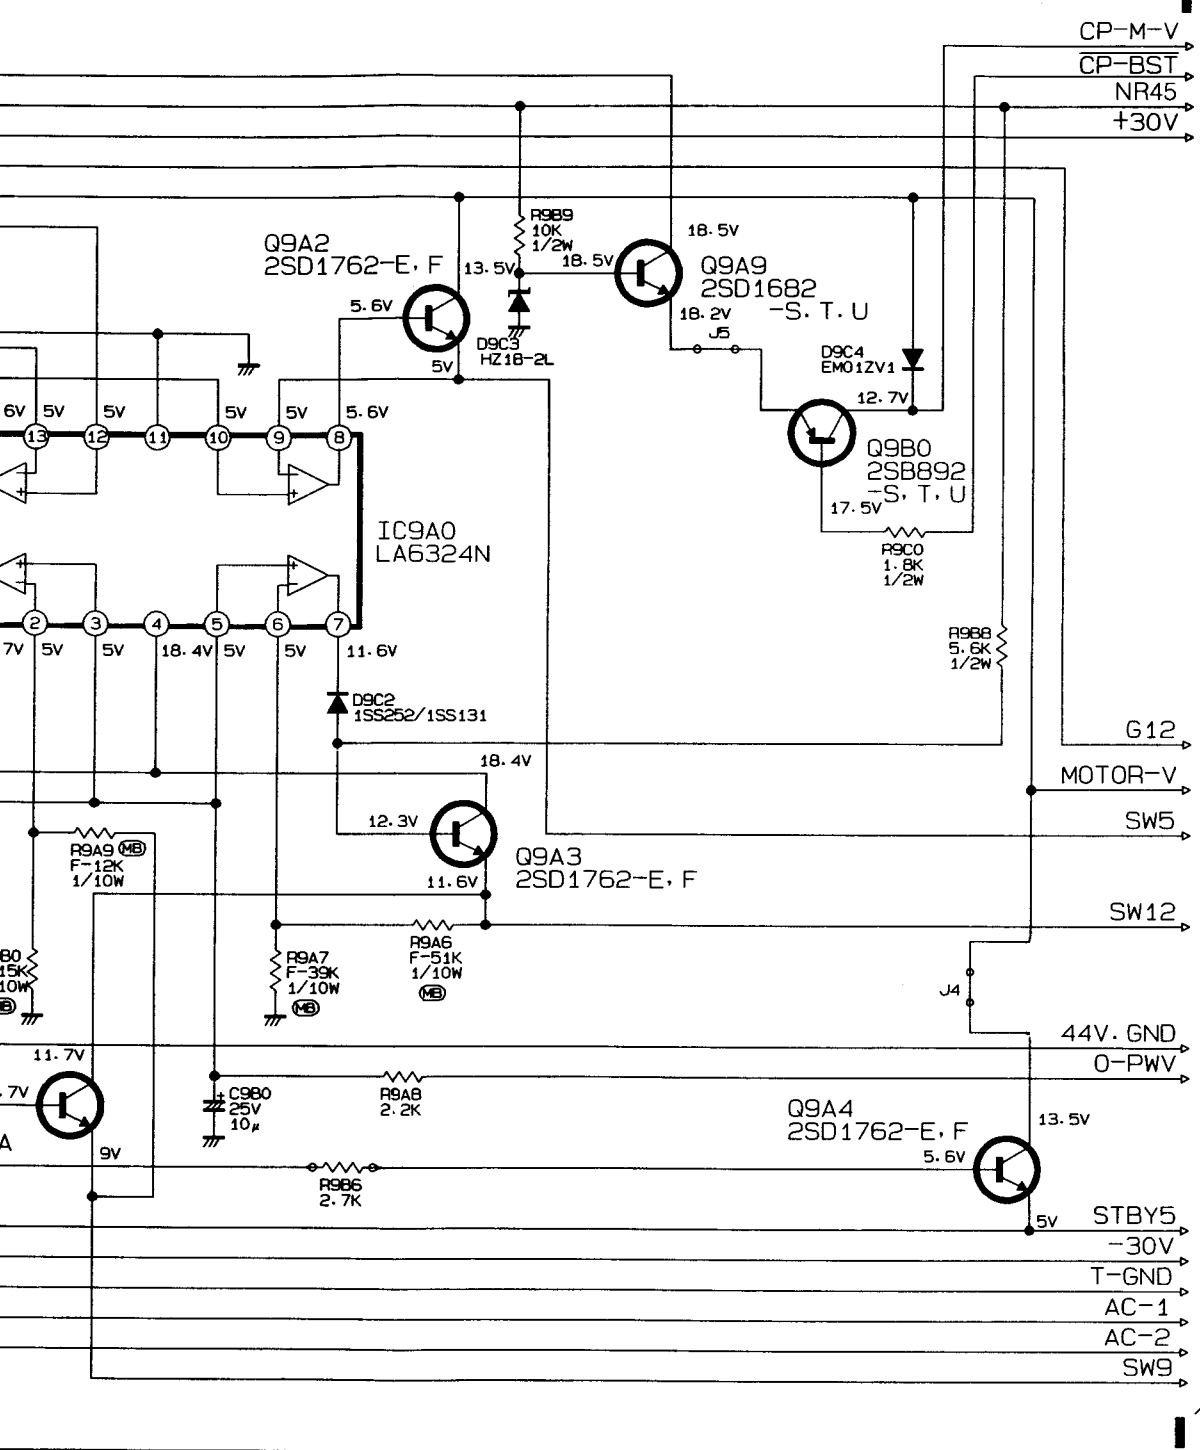 CP-M-V
CP-BST
NR45
+30V
R9B9
10K
1/2W
Q9A2
2SD1762-E, F
13.5V
18.5V
18.5V
Q9A9
2SD1682
-S. T. U
5.6V
18.2V
J5
D9C3
HZ18-2L
5V
D9C4
EM01ZV1
12.7V
6V
5V
5V
5V
5V
5.6V
13
12
11
10
9
8
Q9B0
2SB892
-S, T, U
17.5V
IC9A0
LA6324N
R9C0
1.8K
1/2W
2
3
4
5
6
7
7V
5V
5V
18.4V
5V
5V
11.6V
R9B8
5.6K
1/2W
D9C2
1SS252/1SS131
G12
18.4V
MOTOR-V
12.3V
SW5
R9A9 MB
F-12K
1/10W
Q9A3
2SD1762-E, F
11.6V
SW12
B0
15K
10W
R9A7
F-39K
1/10W
MB
R9A6
F-51K
1/10W
MB
J4
44V. GND
11.7V
O-PWV
.7V
C9B0
25V
10μ
R9A8
2.2K
Q9A4
2SD1762-E, F
13.5V
A
9V
5.6V
R9B6
2.7K
5V
STBY5
-30V
T-GND
AC-1
AC-2
SW9